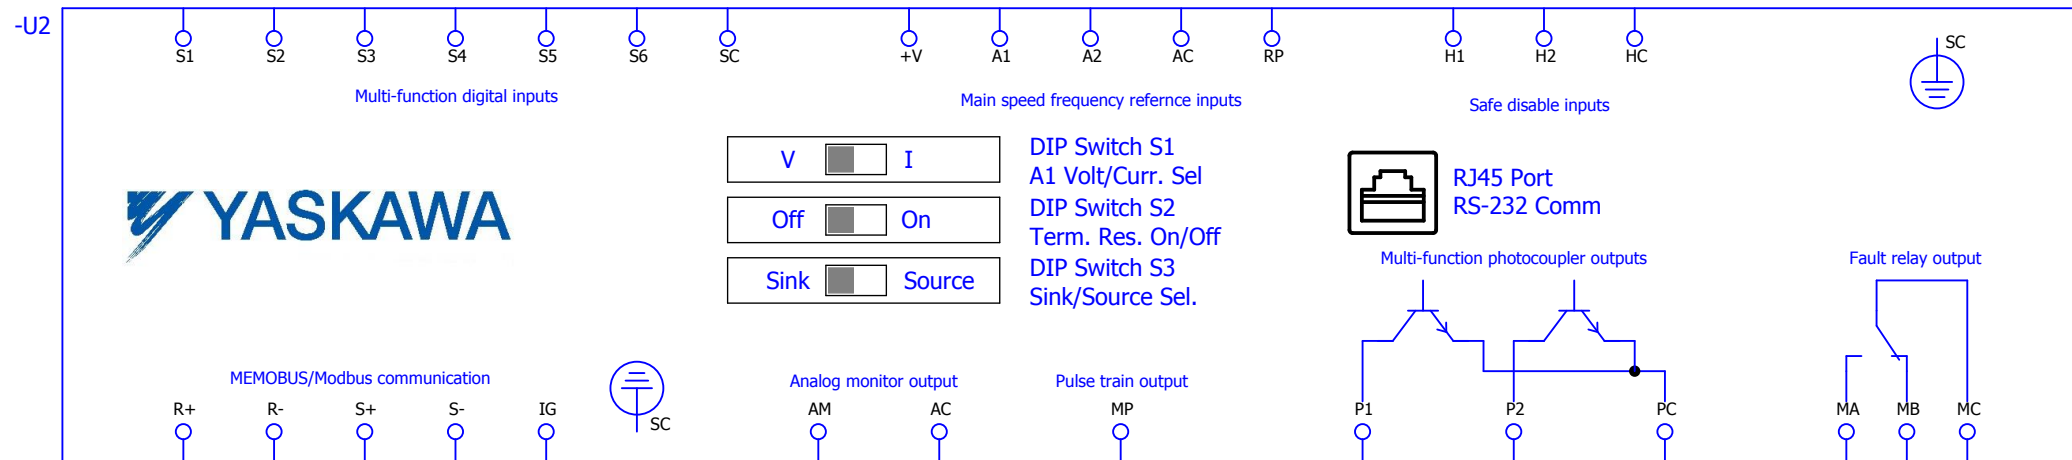 -U2
S1 S2 S3 S4 S5 S6 SC +V A1 A2 AC RP H1 H2 HC SC
Multi-function digital inputs
Main speed frequency refernce inputs
Safe disable inputs
V I
DIP Switch S1
A1 Volt/Curr. Sel
Off On
DIP Switch S2
Term. Res. On/Off
Sink Source
DIP Switch S3
Sink/Source Sel.
YASKAWA
RJ45 Port
RS-232 Comm
Multi-function photocoupler outputs
Fault relay output
MEMOBUS/Modbus communication
Analog monitor output
Pulse train output
R+ R- S+ S- IG SC AM AC MP P1 P2 PC MA MB MC